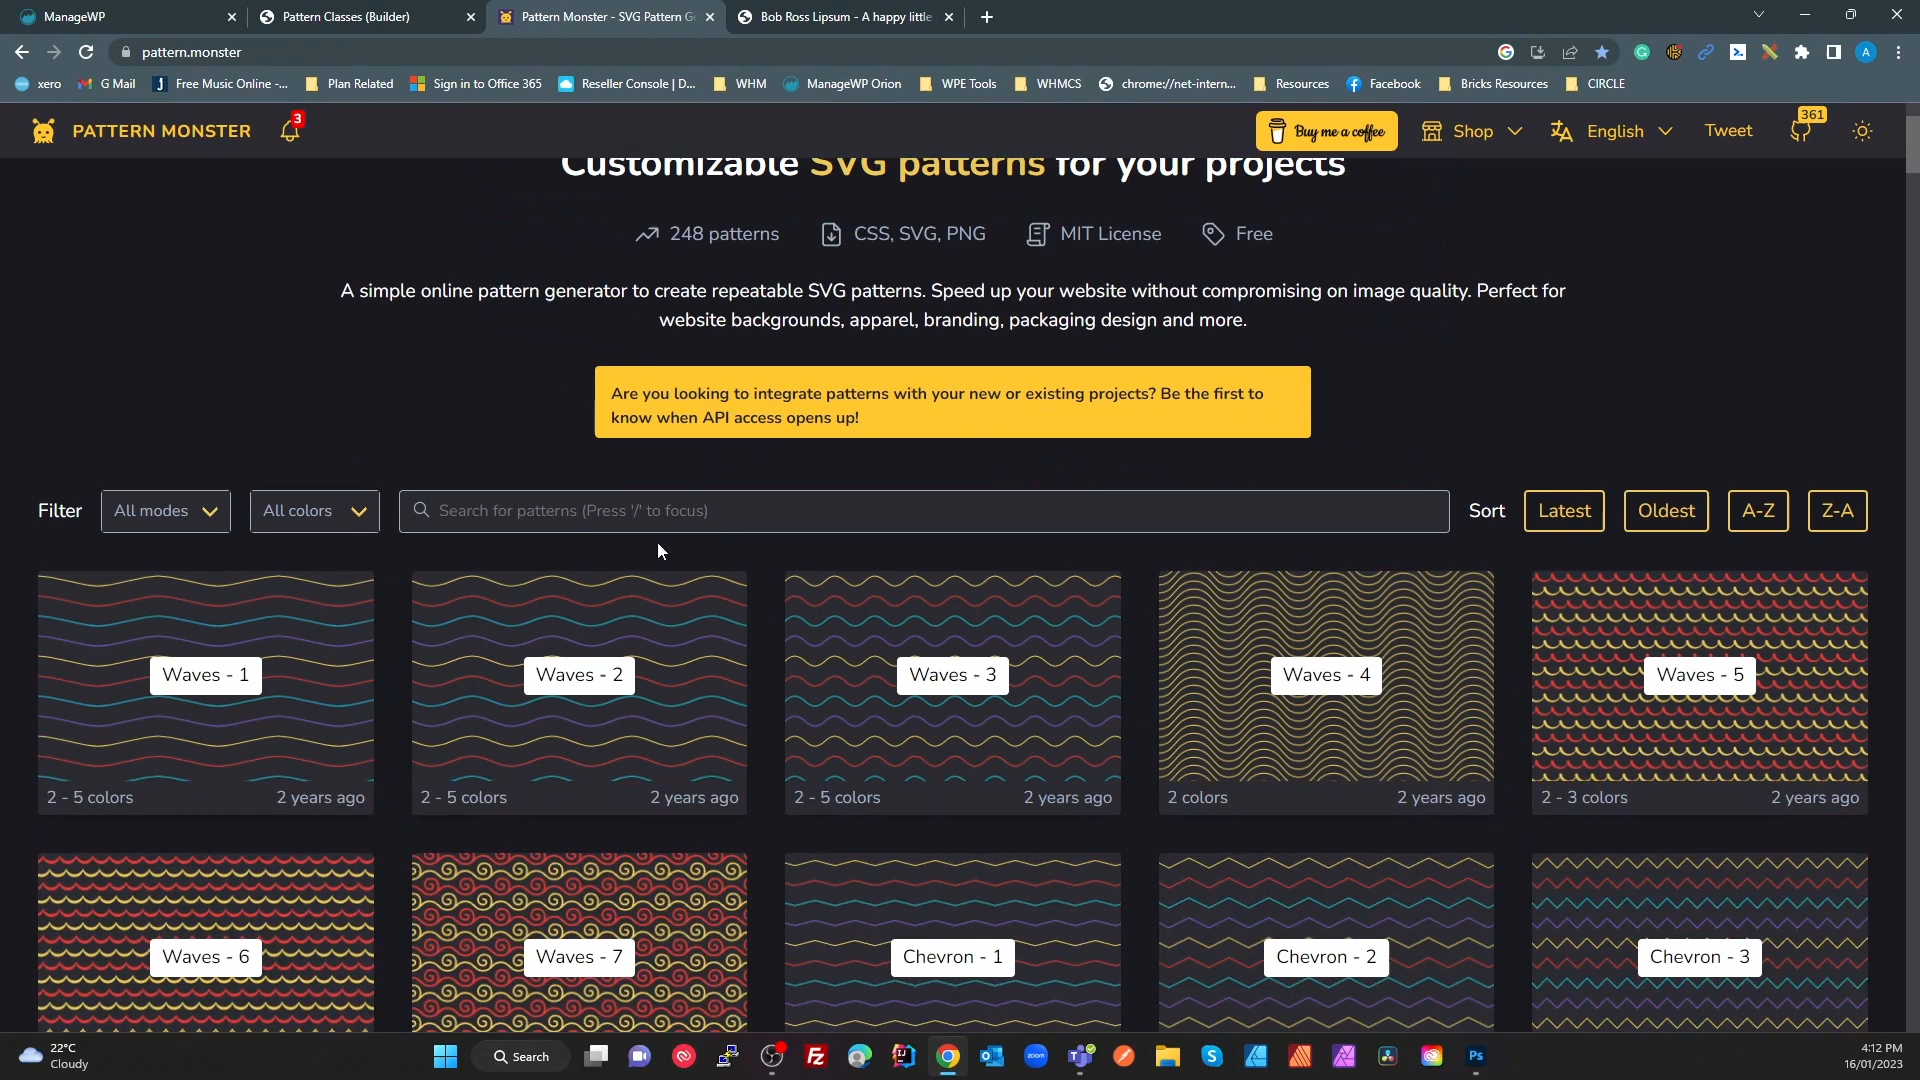 ManageWP
Pattern Classes (Builder)
Pattern Monster - SVG Pattern G
Bob Ross Lipsum - A happy little
pattern.monster
xero
G Mail
Free Music Online -...
Plan Related
Sign in to Office 365
Reseller Console | D...
WHM
ManageWP Orion
WPE Tools
WHMCS
chrome://net-intern...
Resources
Facebook
Bricks Resources
CIRCLE
PATTERN MONSTER
3
Buy me a coffee
Shop
English
Tweet
361
Customizable SVG patterns for your projects
248 patterns
CSS, SVG, PNG
MIT License
Free
A simple online pattern generator to create repeatable SVG patterns. Speed up your website without compromising on image quality. Perfect for
website backgrounds, apparel, branding, packaging design and more.
Are you looking to integrate patterns with your new or existing projects? Be the first to
know when API access opens up!
Filter
All modes
All colors
Search for patterns (Press '/' to focus)
Sort
Latest
Oldest
A-Z
Z-A
Waves - 1
Waves - 2
Waves - 3
Waves - 4
Waves - 5
2 - 5 colors
2 years ago
2 - 5 colors
2 years ago
2 - 5 colors
2 years ago
2 colors
2 years ago
2 - 3 colors
2 years ago
Waves - 6
Waves - 7
Chevron - 1
Chevron - 2
Chevron - 3
22°C
Cloudy
Search
zoom
Fz
IJ
Ps
4:12 PM
16/01/2023